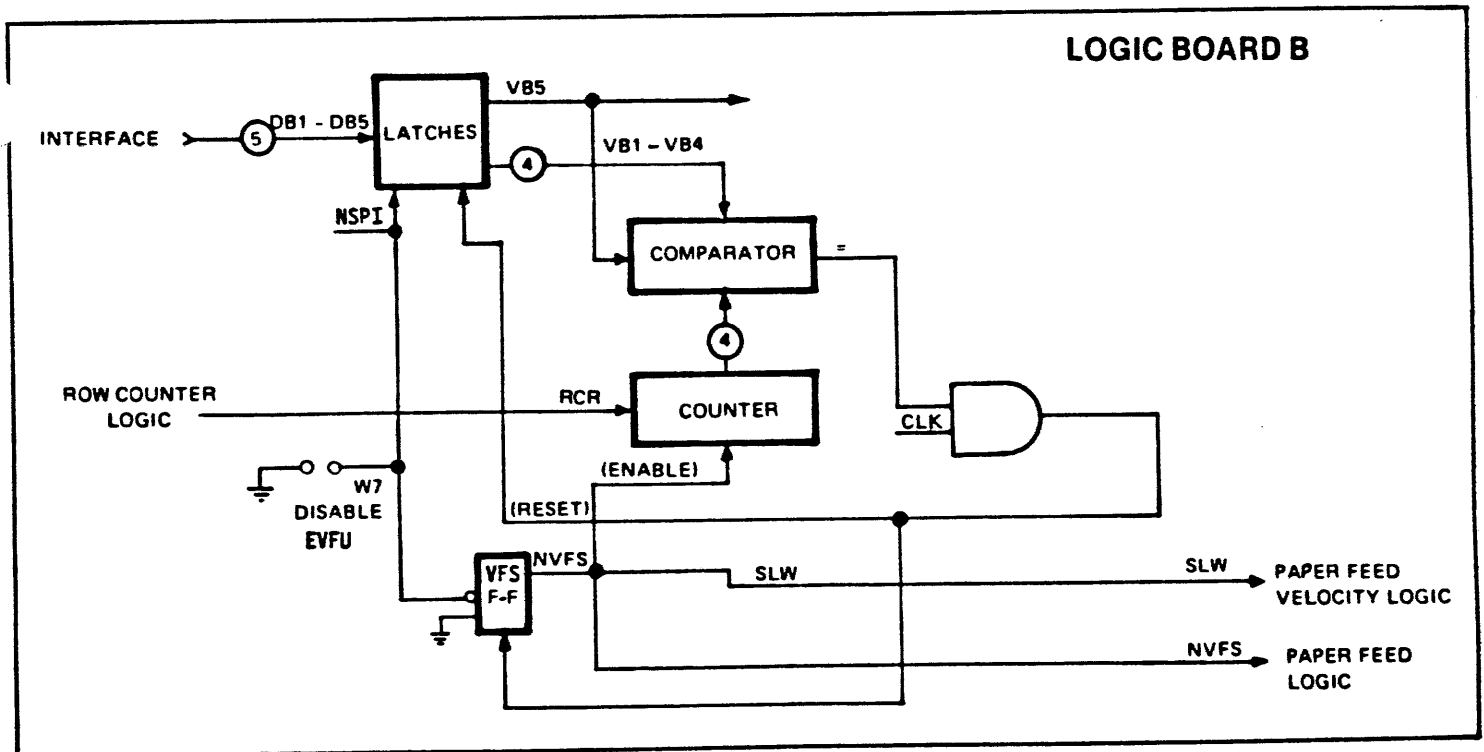 LOGIC BOARD B
VB5
INTERFACE
5
DB1 - DB5
LATCHES
4
VB1 - VB4
NSPI
COMPARATOR
=
4
ROW COUNTER
LOGIC
RCR
COUNTER
CLK
(ENABLE)
W7
DISABLE
EVFU
(RESET)
VFS
F-F
NVFS
SLW
SLW
PAPER FEED
VELOCITY LOGIC
NVFS
PAPER FEED
LOGIC